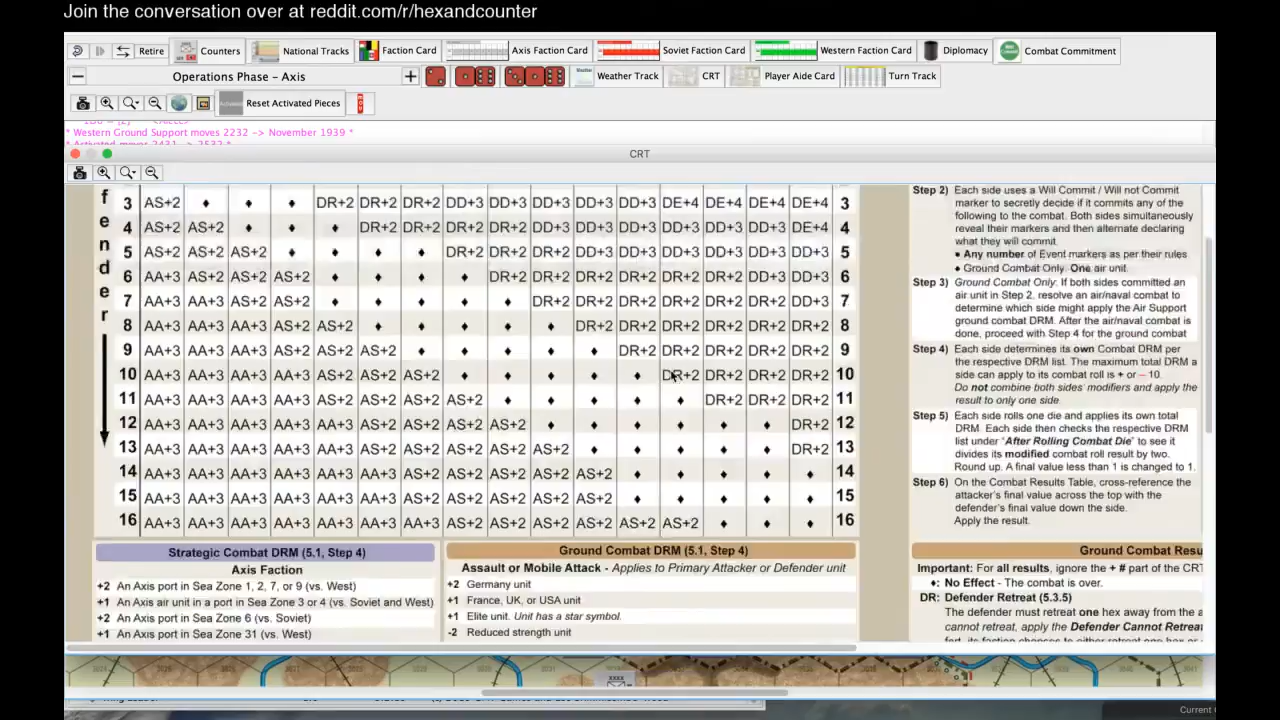 Join the conversation over at reddit.com/r/hexandcounter
Retire Counters National Tracks Faction Card Axis Faction Card Soviet Faction Card Western Faction Card Diplomacy Combat Commitment
Operations Phase – Axis Weather Track CRT Player Aide Card Turn Track
Reset Activated Pieces
* Western Ground Support moves 2232 -> November 1939 *
* Activated moves 2431 -> 2532 *
CRT
f e n d e r
3 AS+2 ♦ ♦ ♦ DR+2 DR+2 DR+2 DD+3 DD+3 DD+3 DD+3 DD+3 DE+4 DE+4 DE+4 DE+4 3
4 AS+2 AS+2 ♦ ♦ ♦ DR+2 DR+2 DR+2 DD+3 DD+3 DD+3 DD+3 DD+3 DD+3 DE+4 DE+4 4
5 AS+2 AS+2 AS+2 ♦ ♦ ♦ ♦ DR+2 DR+2 DR+2 DD+3 DD+3 DD+3 DD+3 DD+3 DD+3 5
6 AA+3 AS+2 AS+2 AS+2 ♦ ♦ ♦ ♦ DR+2 DR+2 DR+2 DR+2 DR+2 DD+3 DD+3 DD+3 6
7 AA+3 AA+3 AS+2 AS+2 ♦ ♦ ♦ ♦ ♦ DR+2 DR+2 DR+2 DR+2 DR+2 DR+2 DD+3 7
8 AA+3 AA+3 AA+3 AS+2 AS+2 ♦ ♦ ♦ ♦ ♦ DR+2 DR+2 DR+2 DR+2 DR+2 DR+2 8
9 AA+3 AA+3 AA+3 AS+2 AS+2 AS+2 ♦ ♦ ♦ ♦ ♦ DR+2 DR+2 DR+2 DR+2 DR+2 9
10 AA+3 AA+3 AA+3 AS+2 AS+2 AS+2 AS+2 ♦ ♦ ♦ ♦ ♦ DR+2 DR+2 DR+2 DR+2 10
11 AA+3 AA+3 AA+3 AA+3 AS+2 AS+2 AS+2 AS+2 ♦ ♦ ♦ ♦ ♦ DR+2 DR+2 DR+2 11
12 AA+3 AA+3 AA+3 AA+3 AA+3 AS+2 AS+2 AS+2 AS+2 ♦ ♦ ♦ ♦ ♦ ♦ DR+2 12
13 AA+3 AA+3 AA+3 AA+3 AA+3 AS+2 AS+2 AS+2 AS+2 AS+2 ♦ ♦ ♦ ♦ ♦ DR+2 13
14 AA+3 AA+3 AA+3 AA+3 AA+3 AA+3 AS+2 AS+2 AS+2 AS+2 AS+2 ♦ ♦ ♦ ♦ ♦ 14
15 AA+3 AA+3 AA+3 AA+3 AA+3 AA+3 AS+2 AS+2 AS+2 AS+2 AS+2 ♦ ♦ ♦ ♦ ♦ 15
16 AA+3 AA+3 AA+3 AA+3 AA+3 AA+3 AA+3 AS+2 AS+2 AS+2 AS+2 AS+2 AS+2 ♦ ♦ ♦ 16
Step 2) Each side uses a Will Commit / Will not Commit
marker to secretly decide if it commits any of the
following to the combat. Both sides simultaneously
reveal their markers and then alternate declaring
what they will commit.
♦ Any number of Event markers as per their rules
♦ Ground Combat Only. One air unit.
Step 3) Ground Combat Only. If both sides committed an
air unit in Step 2, resolve an air/naval combat to
determine which side might apply the Air Support
ground combat DRM. After the air/naval combat is
done, proceed with Step 4 for the ground combat
Step 4) Each side determines its own Combat DRM per
the respective DRM list. The maximum total DRM a
side can apply to its combat roll is + or – 10.
Do not combine both sides' modifiers and apply the
result to only one side.
Step 5) Each side rolls one die and applies its own total
DRM. Each side then checks the respective DRM
list under "After Rolling Combat Die" to see it
divides its modified combat roll result by two.
Round up. A final value less than 1 is changed to 1.
Step 6) On the Combat Results Table, cross-reference the
attacker's final value across the top with the
defender's final value down the side.
Apply the result.
Strategic Combat DRM (5.1, Step 4)
Axis Faction
+2 An Axis port in Sea Zone 1, 2, 7, or 9 (vs. West)
+1 An Axis air unit in a port in Sea Zone 3 or 4 (vs. Soviet and West)
+2 An Axis port in Sea Zone 6 (vs. Soviet)
+1 An Axis port in Sea Zone 31 (vs. West)
Ground Combat DRM (5.1, Step 4)
Assault or Mobile Attack - Applies to Primary Attacker or Defender unit
+2 Germany unit
+1 France, UK, or USA unit
+1 Elite unit. Unit has a star symbol.
-2 Reduced strength unit
Ground Combat Resu
Important: For all results, ignore the + # part of the CRT
♦: No Effect - The combat is over.
DR: Defender Retreat (5.3.5)
The defender must retreat one hex away from the a
cannot retreat, apply the Defender Cannot Retreat
xxxx
Current